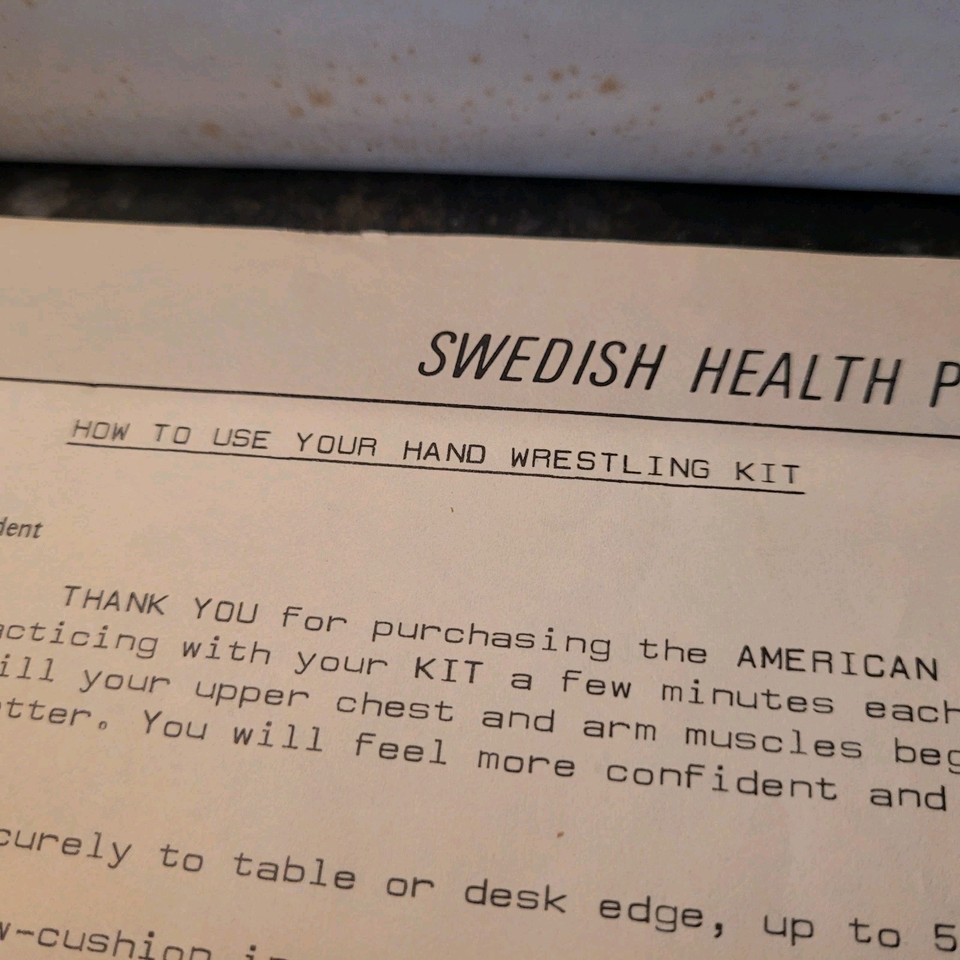 SWEDISH HEALTH P
HOW TO USE YOUR HAND WRESTLING KIT
dent
THANK YOU for purchasing the AMERICAN
acticing with your KIT a few minutes each
ill your upper chest and arm muscles beg
tter. You will feel more confident and
curely to table or desk edge, up to 5
w-cushion